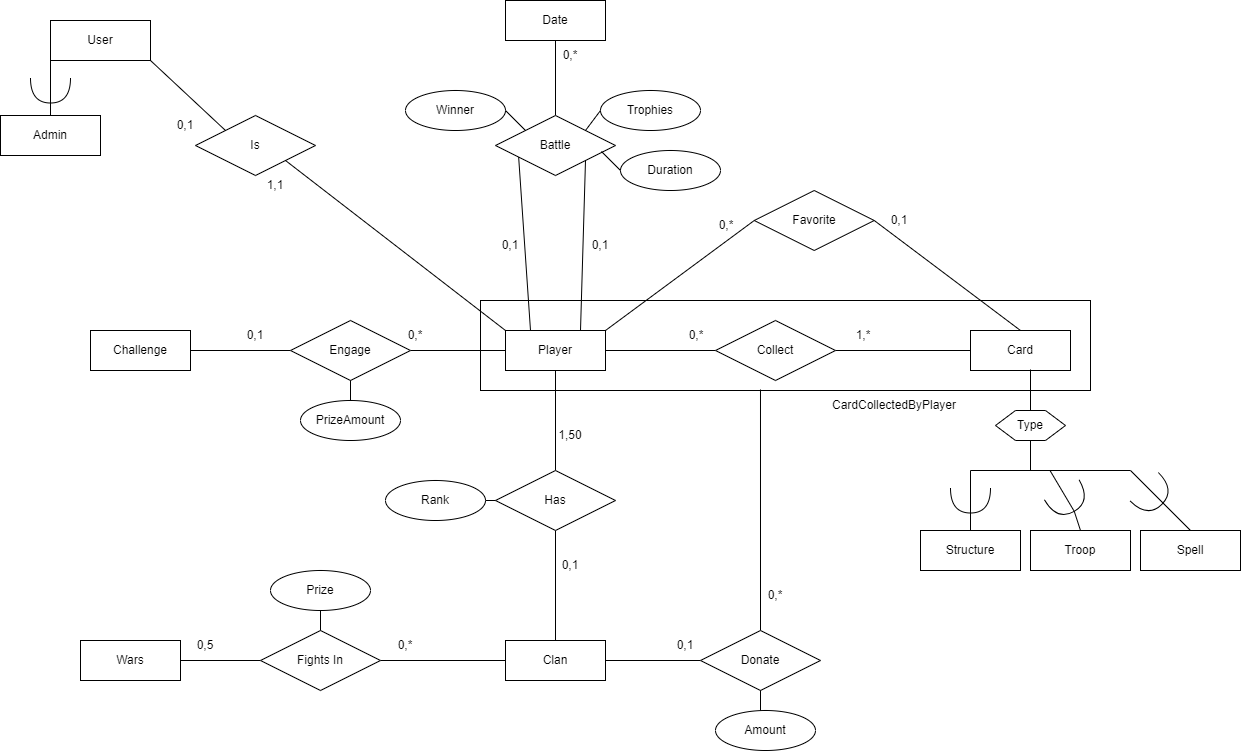 Date
User
0,*
Winner
Trophies
0,1
Admin
Is
Battle
Duration
1,1
0,*
Favorite
0,1
0,1
0,1
Challenge
0,1
Engage
0,*
Player
0,*
Collect
1,*
Card
PrizeAmount
CardCollectedByPlayer
1,50
Type
Rank
Has
Structure
Troop
Spell
0,1
Prize
0,*
Wars
0,5
Fights In
0,*
Clan
0,1
Donate
Amount